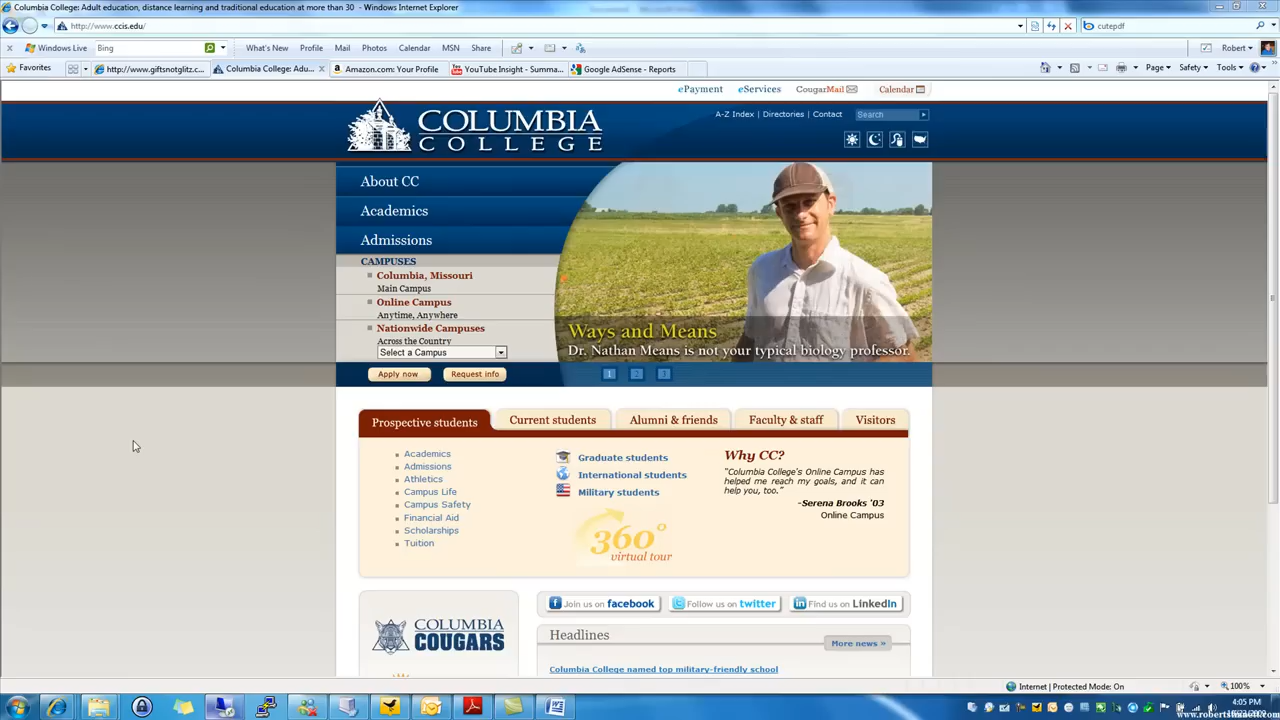 Columbia College: Adult education, distance learning and traditional education at more than 30 - Windows Internet Explorer
http://www.ccis.edu/
cutepdf
Windows Live Bing What's New Profile Mail Photos Calendar MSN Share Robert
Favorites http://www.giftsnotglitz.c... Columbia College: Adu... Amazon.com: Your Profile YouTube Insight - Summa... Google AdSense - Reports Page Safety Tools
ePayment eServices CougarMail Calendar
A-Z Index | Directories | Contact Search
COLUMBIA
COLLEGE
About CC
Academics
Admissions
CAMPUSES
Columbia, Missouri
Main Campus
Online Campus
Anytime, Anywhere
Nationwide Campuses
Across the Country
Select a Campus
Ways and Means
Dr. Nathan Means is not your typical biology professor.
Apply now Request info 1 2 3
Prospective students Current students Alumni & friends Faculty & staff Visitors
Academics
Admissions
Athletics
Campus Life
Campus Safety
Financial Aid
Scholarships
Tuition
Graduate students
International students
Military students
360°
virtual tour
Why CC?
"Columbia College's Online Campus has
helped me reach my goals, and it can
help you, too."
-Serena Brooks '03
Online Campus
COLUMBIA
COUGARS
Join us on facebook Follow us on twitter Find us on LinkedIn
Headlines
More news »
Columbia College named top military-friendly school
Internet | Protected Mode: On 100%
4:05 PM